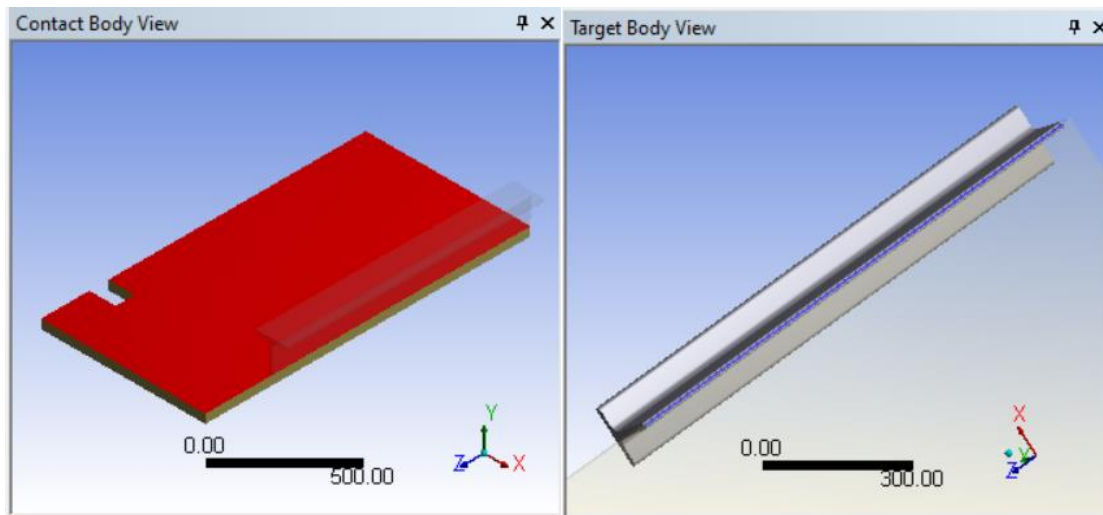 Contact Body View
Target Body View
0.00
500.00
Y
Z
X
0.00
300.00
X
Y
Z